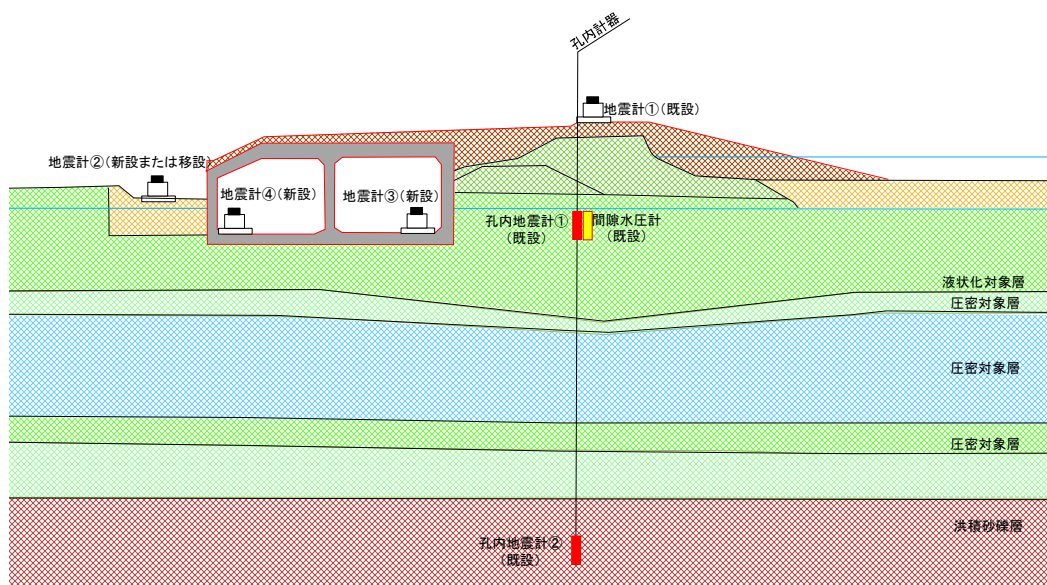 孔内計器
地震計①(既設)
地震計②(新設または移設)
地震計④(新設)
地震計③(新設)
孔内地震計①
(既設)
間隙水圧計
(既設)
液状化対象層
圧密対象層
圧密対象層
圧密対象層
洪積砂礫層
孔内地震計②
(既設)